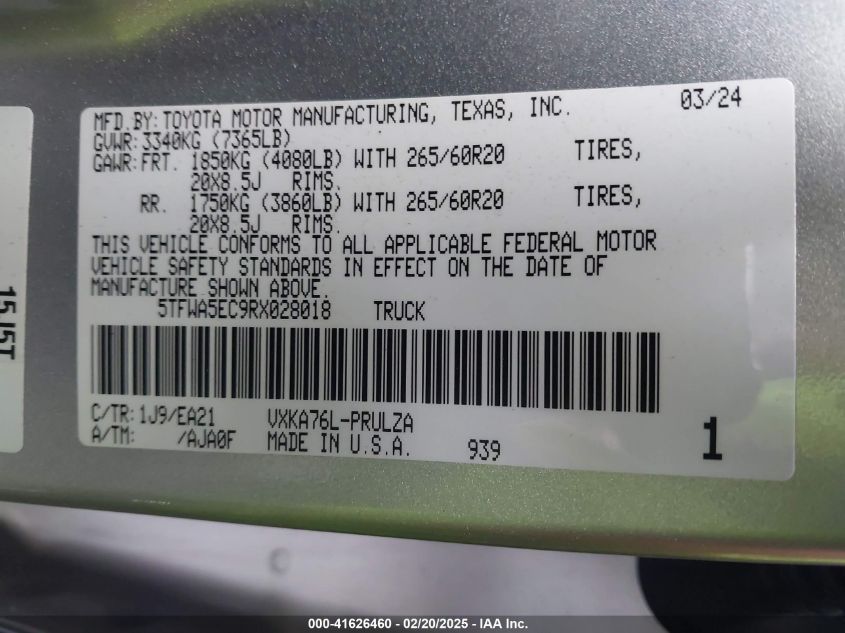 MFD.BY: TOYOTA MOTOR MANUFACTURING, TEXAS, INC. 03/24
GVWR: 3340KG (7365LB)
GAWR: FRT. 1850KG (4080LB) WITH 265/60R20 TIRES,
20X8.5J RIMS.
RR. 1750KG (3860LB) WITH 265/60R20 TIRES,
20X8.5J RIMS.
THIS VEHICLE CONFORMS TO ALL APPLICABLE FEDERAL MOTOR
VEHICLE SAFETY STANDARDS IN EFFECT ON THE DATE OF
MANUFACTURE SHOWN ABOVE.
5TFWA5EC9RX028018 TRUCK
C/TR: 1J9/EA21 VXKA76L-PRULZA
A/TM: /AJA0F MADE IN U.S.A. 939 1
15J5T
000-41626460 - 02/20/2025 - IAA Inc.